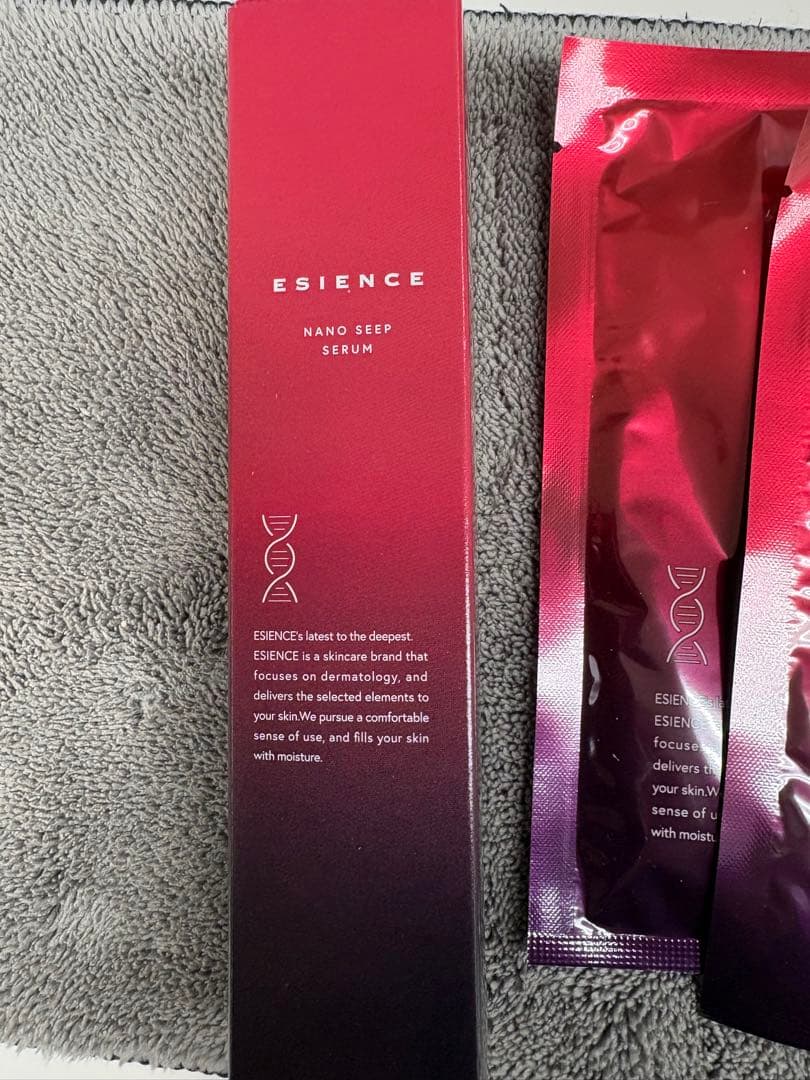 ESIENCE
NANO SEEP
SERUM
ESIENCE's latest to the deepest.
ESIENCE is a skincare brand that
focuses on dermatology, and
delivers the selected elements to
your skin.We pursue a comfortable
sense of use, and fills your skin
with moisture.
ESIENCE's la
ESIENC
focuse
delivers th
your skin.W
sense of u
with moistu